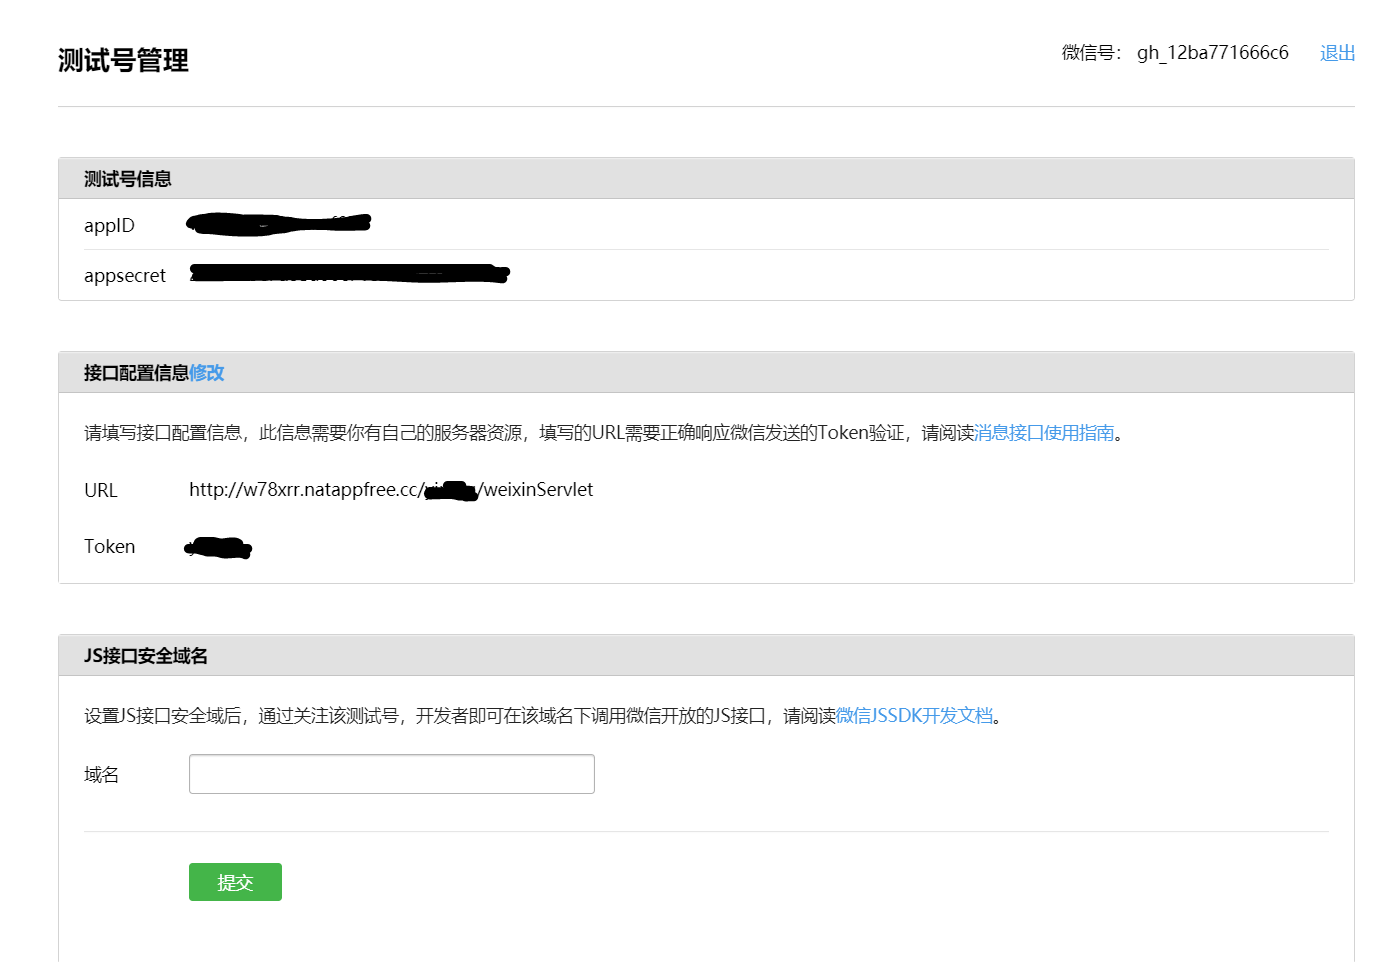 测试号管理
微信号： gh_12ba771666c6 退出
测试号信息
appID
appsecret
接口配置信息修改
请填写接口配置信息，此信息需要你有自己的服务器资源，填写的URL需要正确响应微信发送的Token验证，请阅读消息接口使用指南。
URL http://w78xrr.natappfree.cc/ /weixinServlet
Token
JS接口安全域名
设置JS接口安全域后，通过关注该测试号，开发者即可在该域名下调用微信开放的JS接口，请阅读微信JSSDK开发文档。
域名
提交